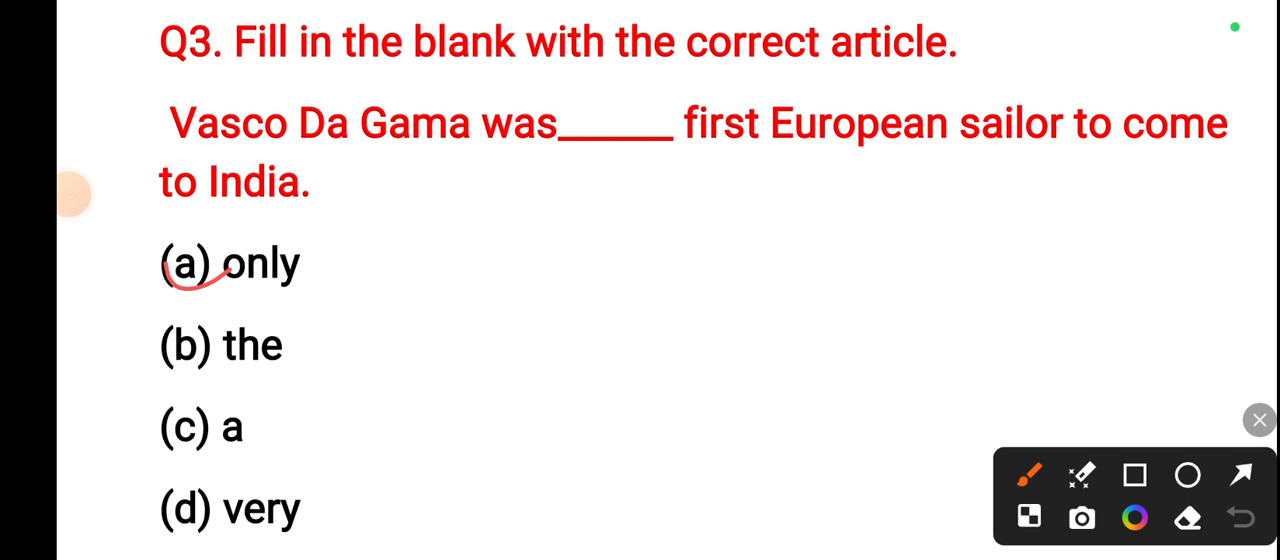 Q3. Fill in the blank with the correct article.
Vasco Da Gama was______ first European sailor to come
to India.
(a) only
(b) the
(c) a
(d) very